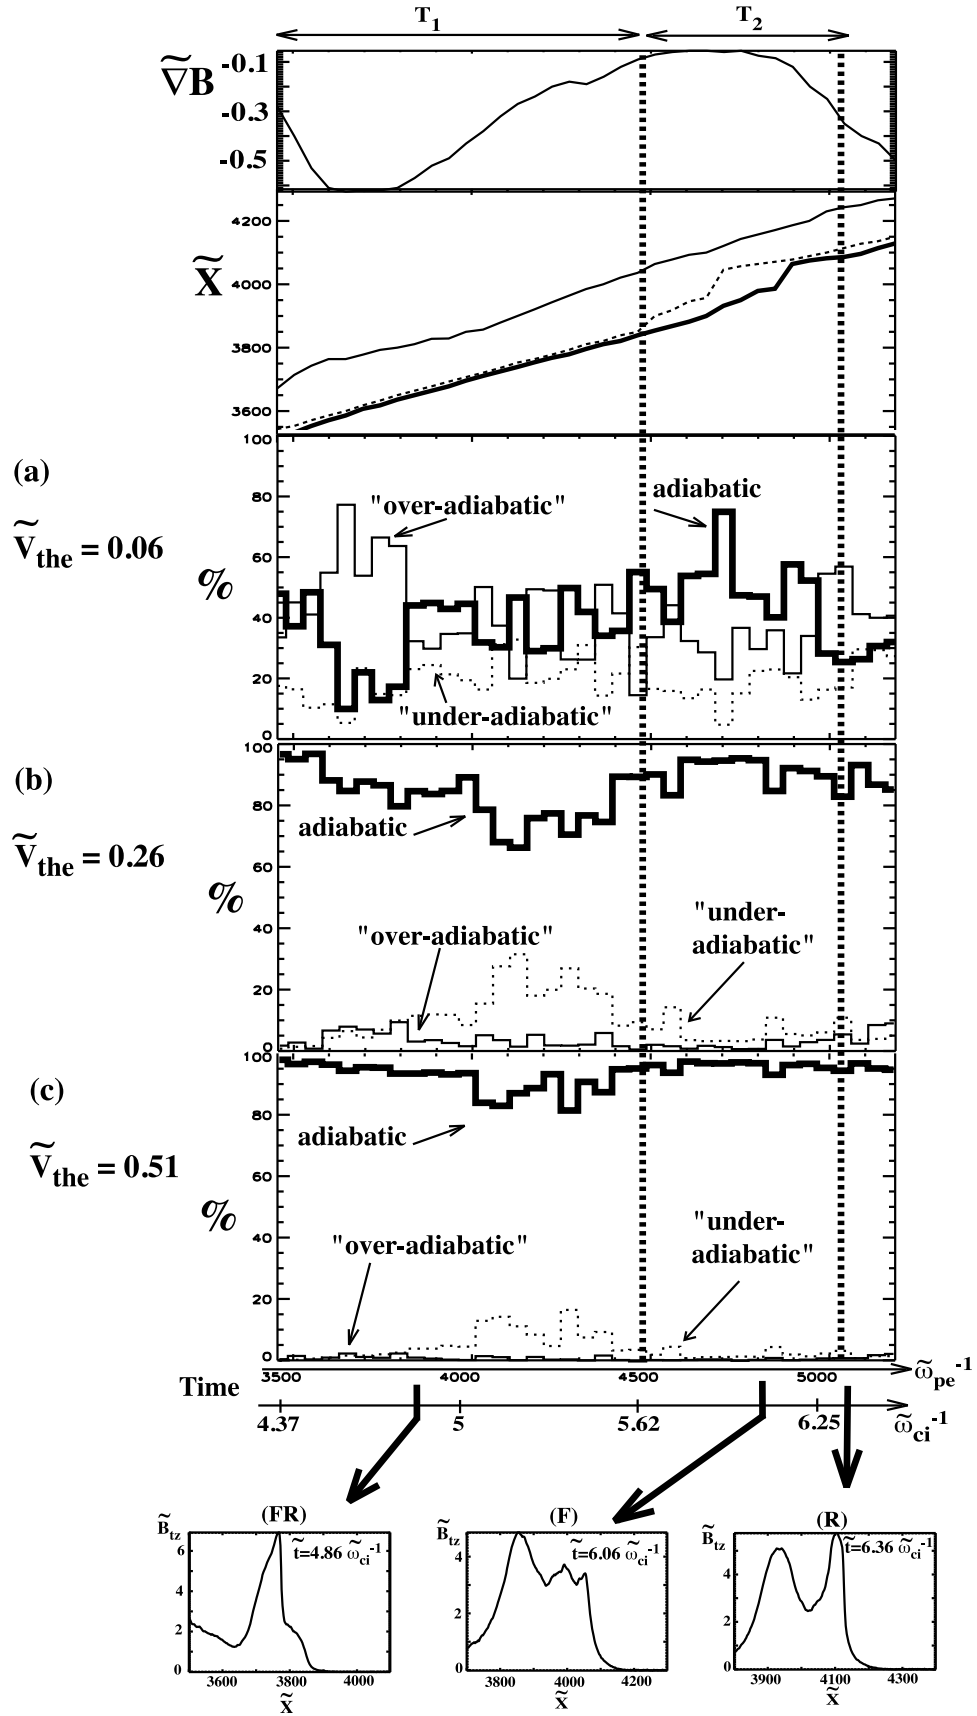 T1 T2
∇̃B
-0.1
-0.3
-0.5
X̃
4200
4000
3800
3600
(a)
Ṽthe = 0.06
%
100
80
60
40
20
0
"over-adiabatic"
adiabatic
"under-adiabatic"
(b)
Ṽthe = 0.26
%
100
80
60
40
20
0
adiabatic
"over-adiabatic"
"under-
adiabatic"
(c)
Ṽthe = 0.51
%
100
80
60
40
20
0
adiabatic
"over-adiabatic"
"under-
adiabatic"
3500 4000 4500 5000 ω̃pe⁻¹
Time
4.37 5 5.62 6.25 ω̃ci⁻¹
(FR)
B̃tz
t̃=4.86 ω̃ci⁻¹
6
4
2
0
3600 3800 4000
X̃
(F)
B̃tz
t̃=6.06 ω̃ci⁻¹
4
2
0
3800 4000 4200
X̃
(R)
B̃tz
t̃=6.36 ω̃ci⁻¹
4
2
0
3900 4100 4300
X̃